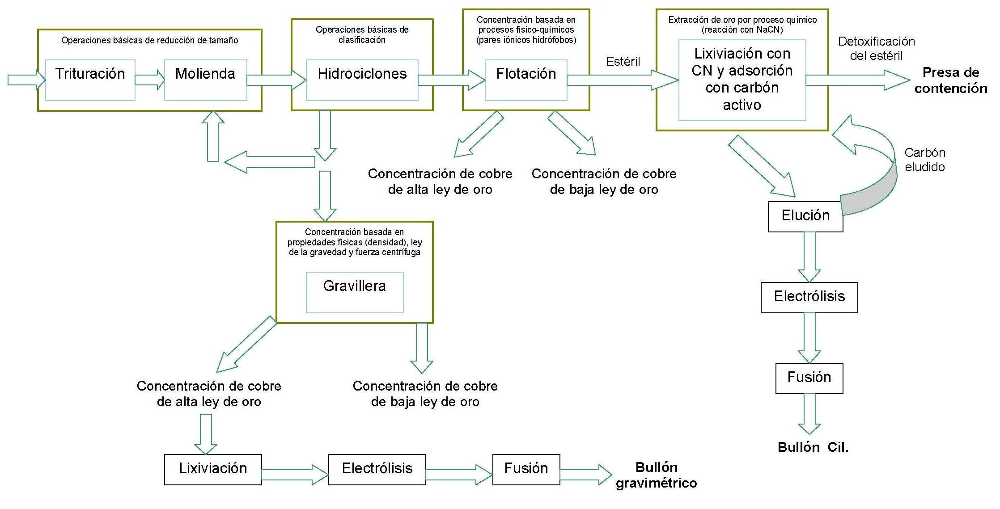 Operaciones básicas de reducción de tamaño
Trituración
Molienda
Operaciones básicas de
clasificación
Hidrociclones
Concentración basada en
procesos físico-químicos
(pares iónicos hidrófobos)
Flotación
Estéril
Extracción de oro por proceso químico
(reacción con NaCN)
Lixiviación con
CN y adsorción
con carbón
activo
Detoxificación
del estéril
Presa de
contención
Concentración de cobre
de alta ley de oro
Concentración de cobre
de baja ley de oro
Carbón
eludido
Elución
Electrólisis
Fusión
Bullón Cil.
Concentración basada en
propiedades físicas (densidad), ley
de la gravedad y fuerza centrífuga
Gravillera
Concentración de cobre
de alta ley de oro
Concentración de cobre
de baja ley de oro
Lixiviación
Electrólisis
Fusión
Bullón
gravimétrico